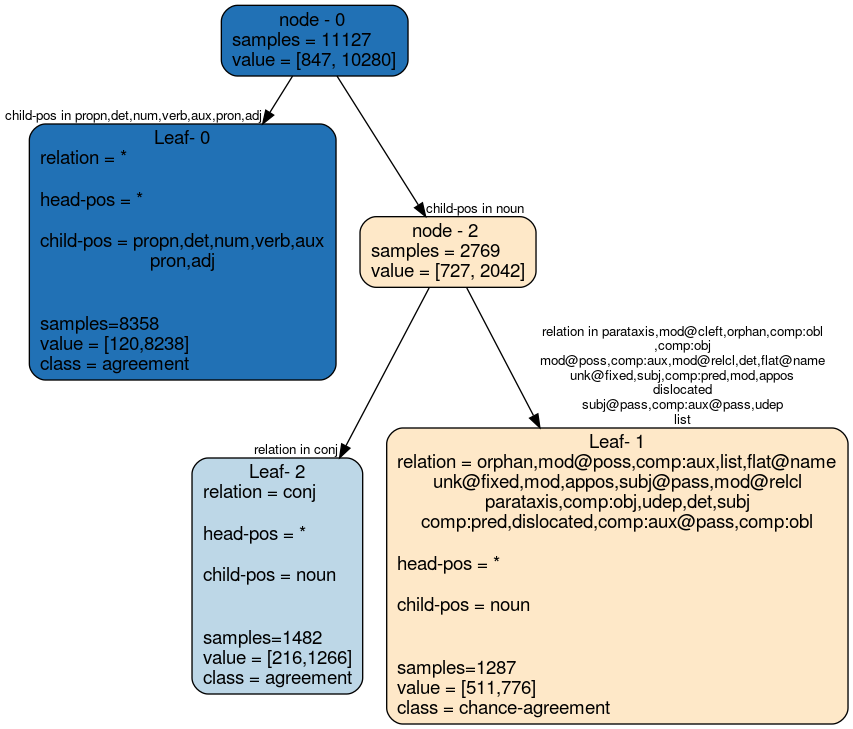 node - 0
samples = 11127
value = [847, 10280]
child-pos in propn,det,num,verb,aux,pron,adj
Leaf- 0
relation = *
head-pos = *
child-pos = propn,det,num,verb,aux
pron,adj
samples=8358
value = [120,8238]
class = agreement
child-pos in noun
node - 2
samples = 2769
value = [727, 2042]
relation in parataxis,mod@cleft,orphan,comp:obl
,comp:obj
mod@poss,comp:aux,mod@relcl,det,flat@name
unk@fixed,subj,comp:pred,mod,appos
dislocated
subj@pass,comp:aux@pass,udep
list
relation in conj
Leaf- 2
relation = conj
head-pos = *
child-pos = noun
samples=1482
value = [216,1266]
class = agreement
Leaf- 1
relation = orphan,mod@poss,comp:aux,list,flat@name
unk@fixed,mod,appos,subj@pass,mod@relcl
parataxis,comp:obj,udep,det,subj
comp:pred,dislocated,comp:aux@pass,comp:obl
head-pos = *
child-pos = noun
samples=1287
value = [511,776]
class = chance-agreement